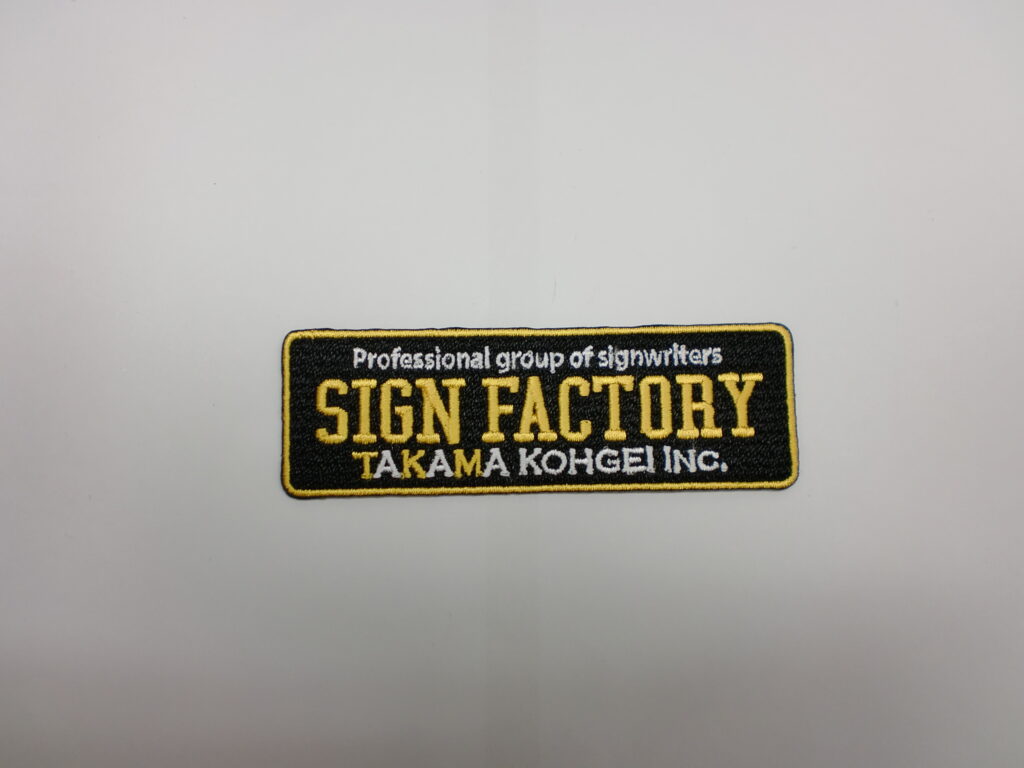 Professional group of signwriters
SIGN FACTORY
TAKAMA KOHGEI INC.